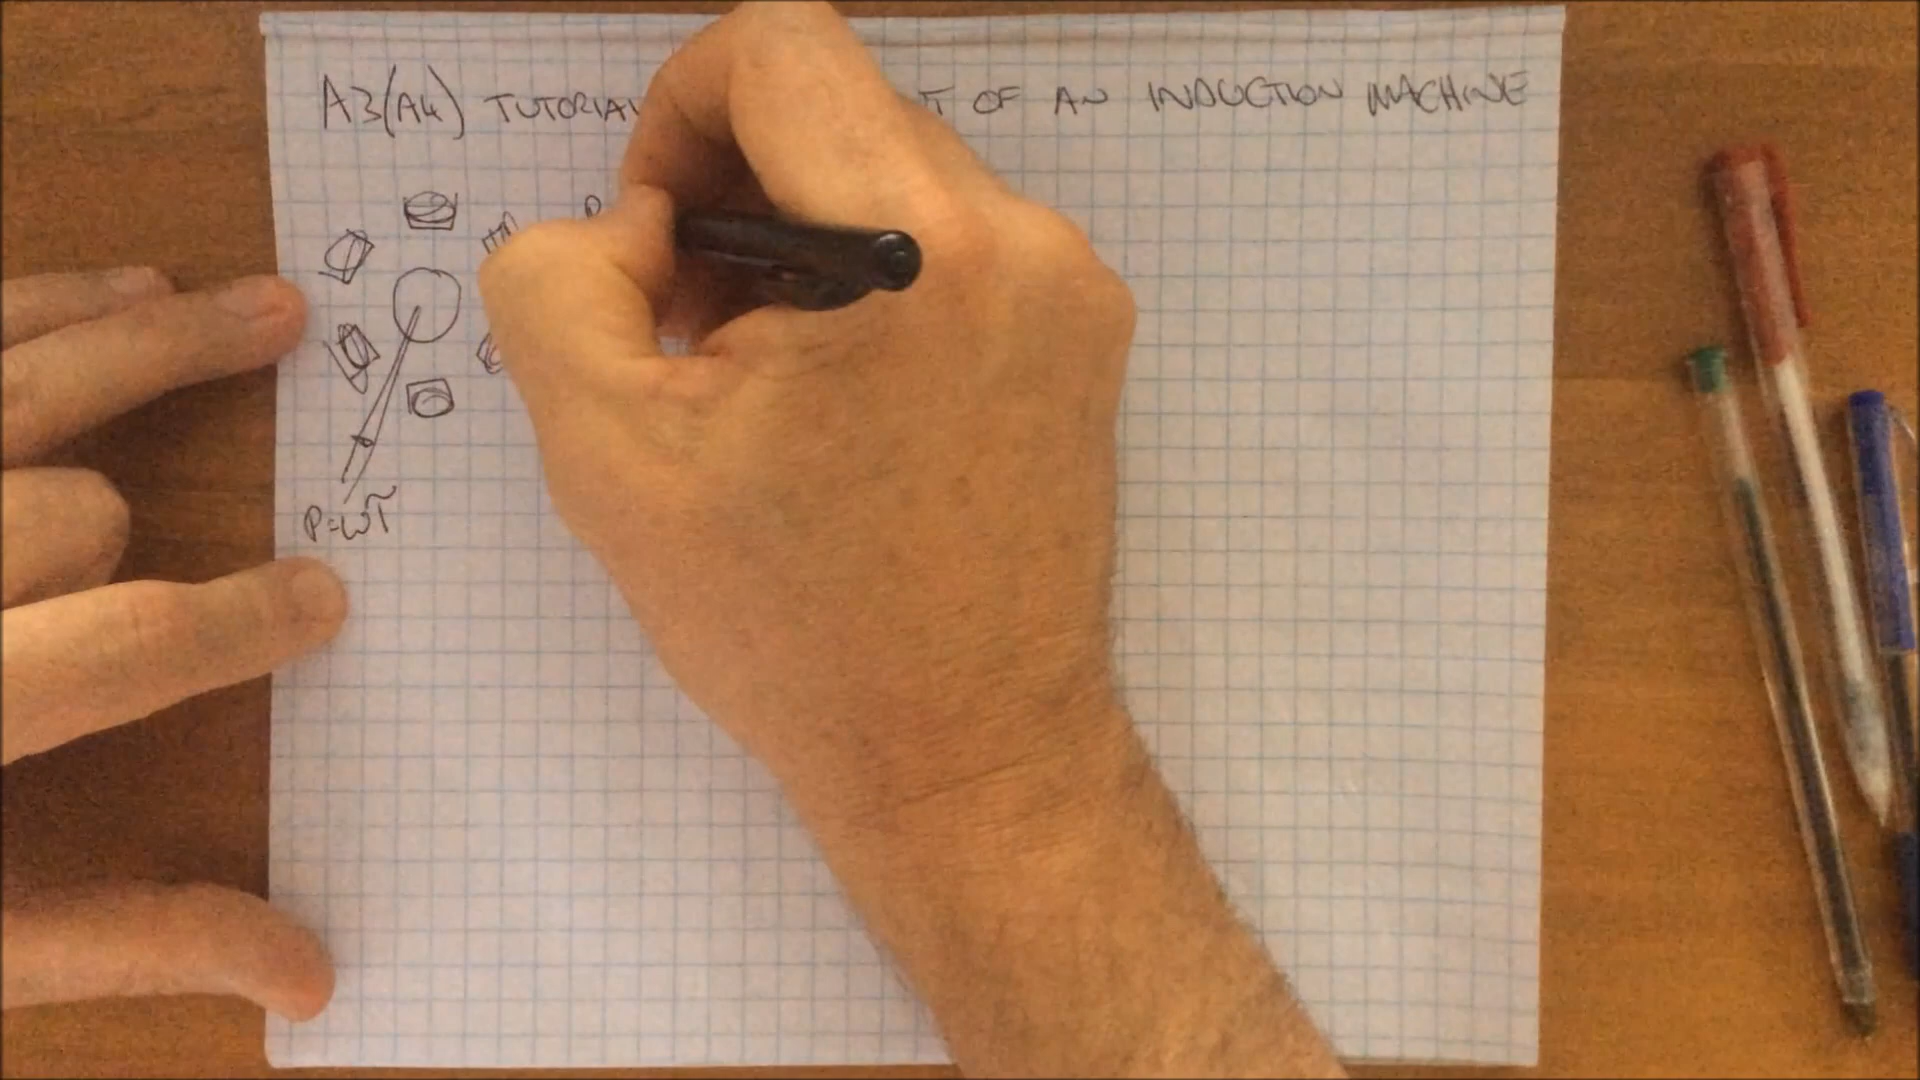 A3(A4) TUTORIAL OF AN INDUCTION MACHINE
P=ωT